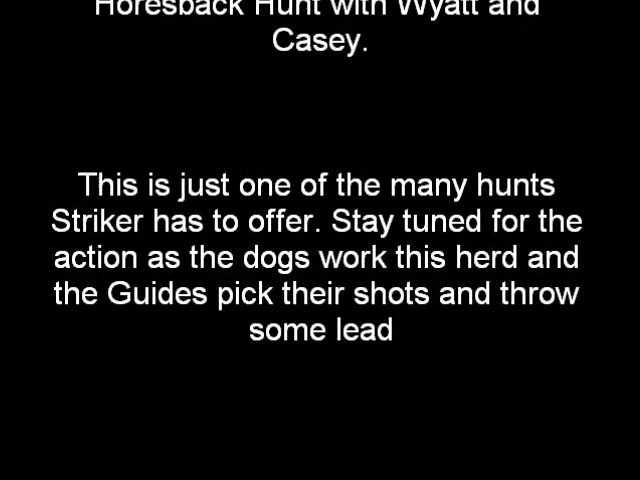 Horesback Hunt with Wyatt and
Casey.
This is just one of the many hunts
Striker has to offer. Stay tuned for the
action as the dogs work this herd and
the Guides pick their shots and throw
some lead